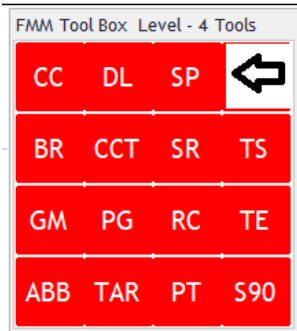 FMM Tool Box Level - 4 Tools
CC DL SP
BR CCT SR TS
GM PG RC TE
ABB TAR PT S90